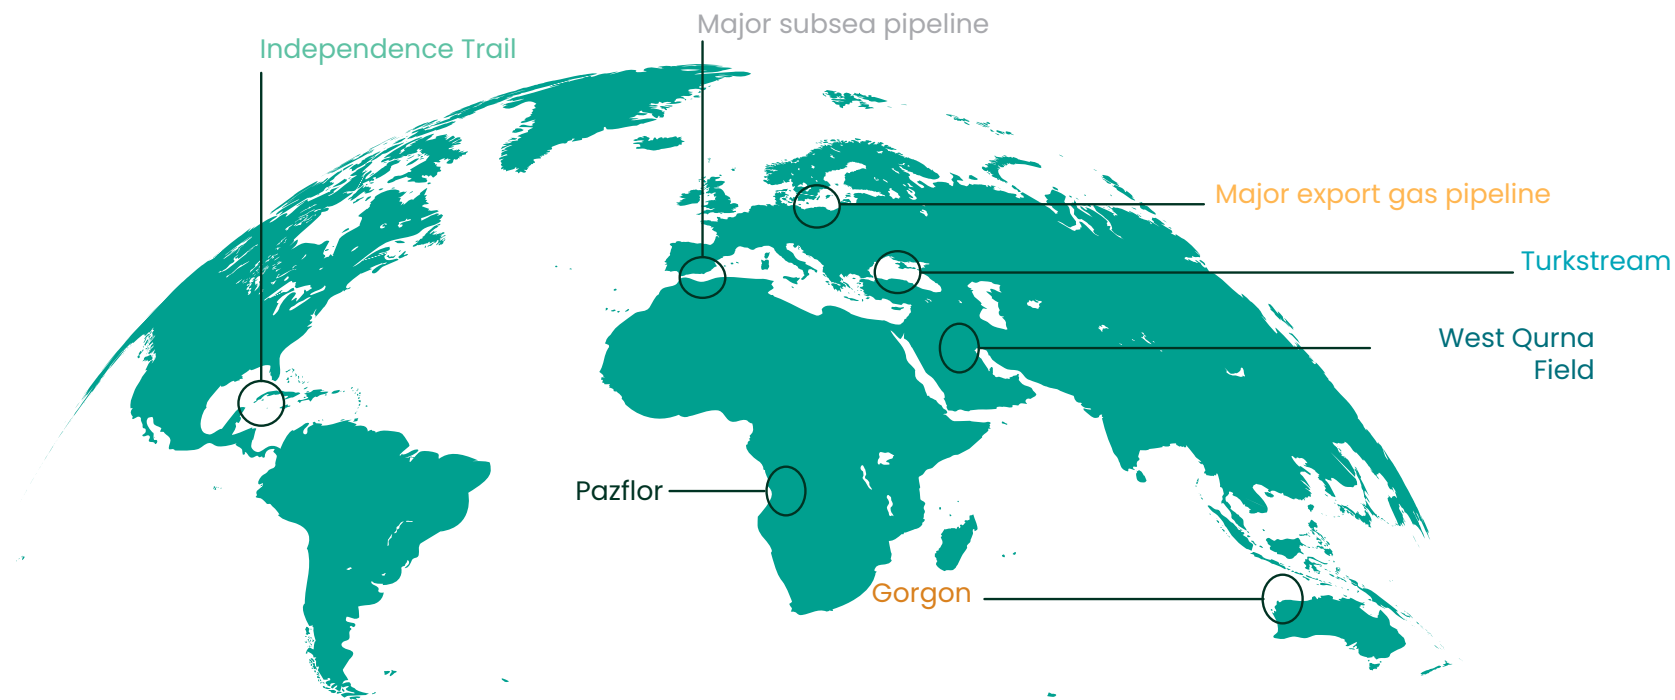 Major subsea pipeline
Independence Trail
Major export gas pipeline
Turkstream
West Qurna
Field
Pazflor
Gorgon